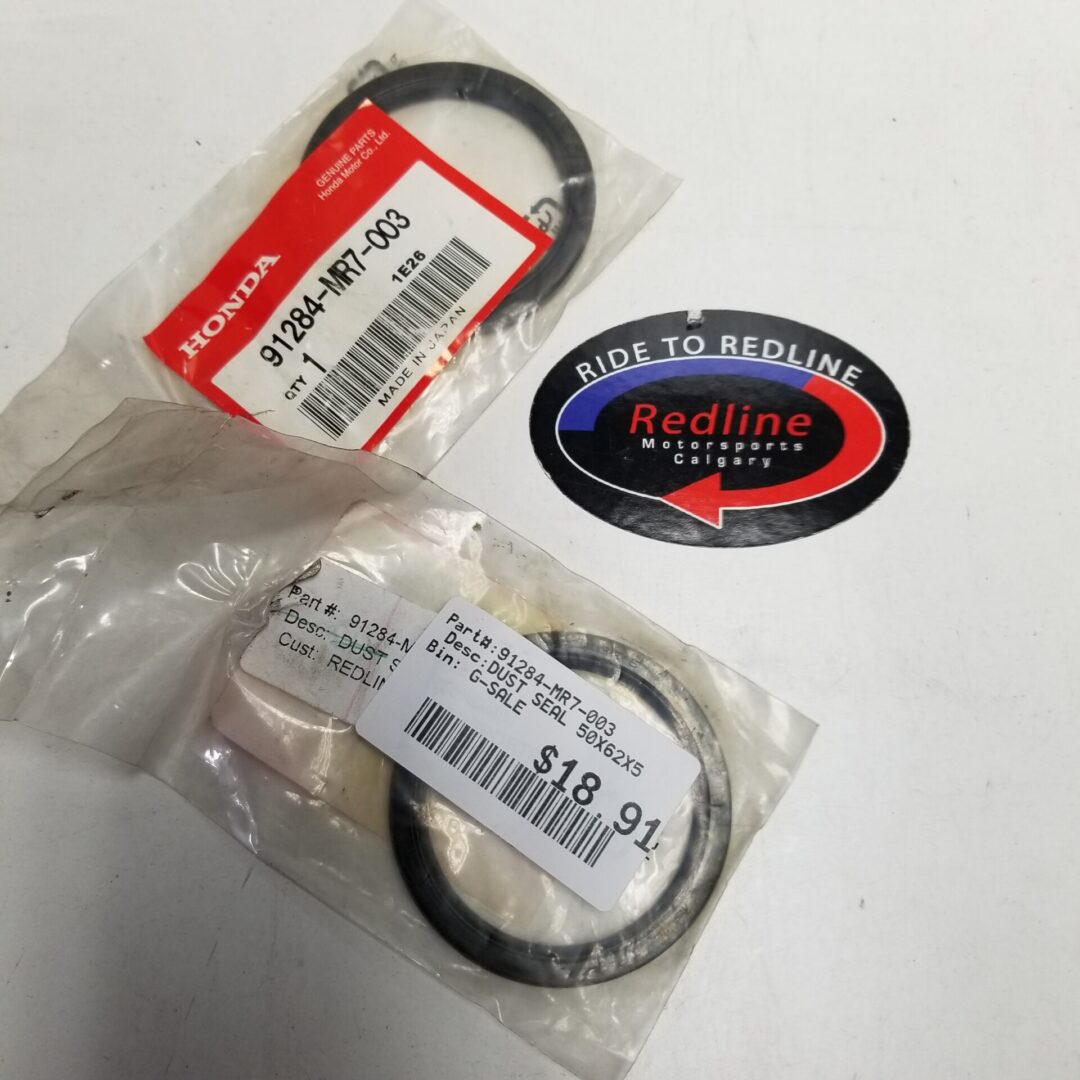 GENUINE PARTS
Honda Motor Co., Ltd.
HONDA
91284-MR7-003
1E26
QTY 1
MADE IN JAPAN
RIDE TO REDLINE
Redline
Motorsports
Calgary
Part #: 91284-M
Desc: DUST S
Cust: REDLIN
Part#:91284-MR7-003
Desc:DUST SEAL 50X62X5
Bin: G-SALE
$18.91